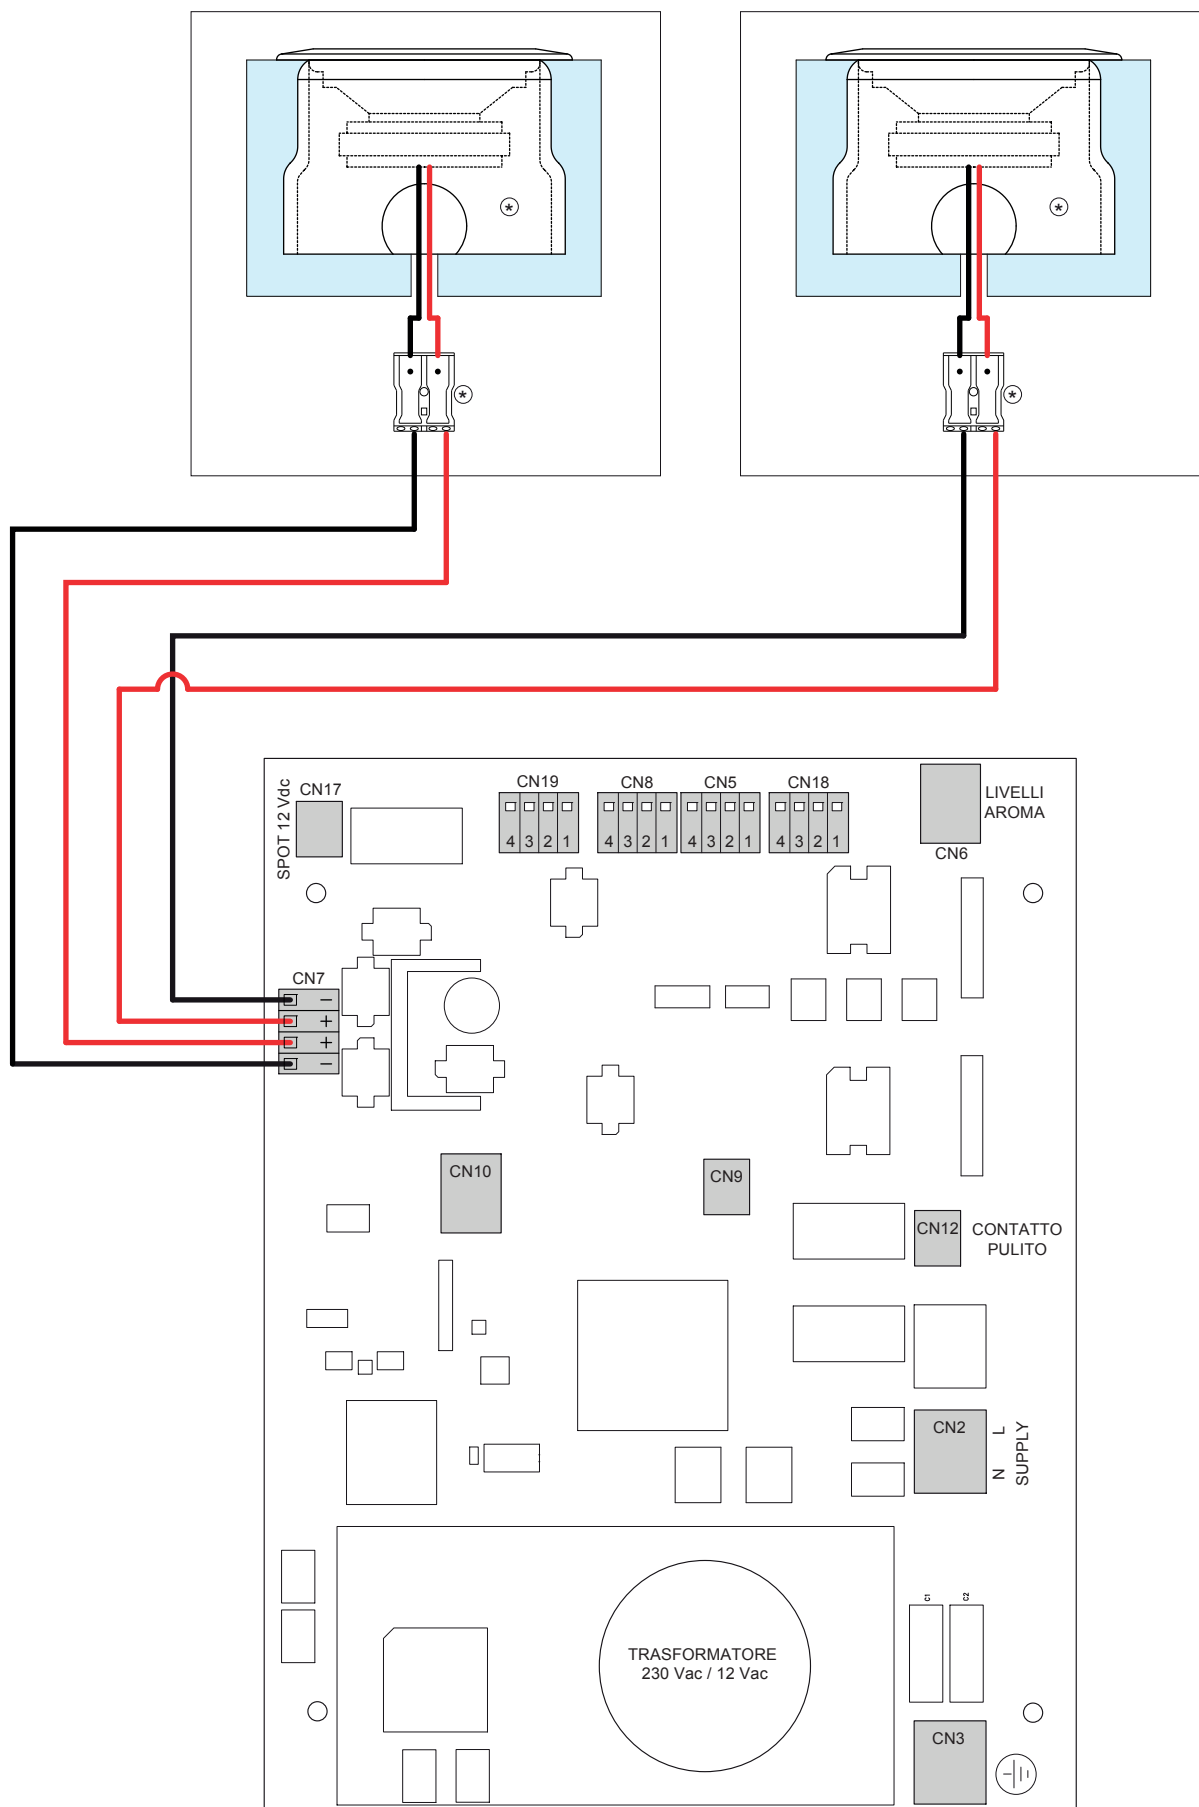 SPOT 12 Vdc
CN17
CN19
4 3 2 1
CN8
4 3 2 1
CN5
4 3 2 1
CN18
4 3 2 1
LIVELLI
AROMA
CN6
CN7
−
+
+
−
CN10
CN9
CN12
CONTATTO
PULITO
CN2
L
N
SUPPLY
C1
C2
TRASFORMATORE
230 Vac / 12 Vac
CN3